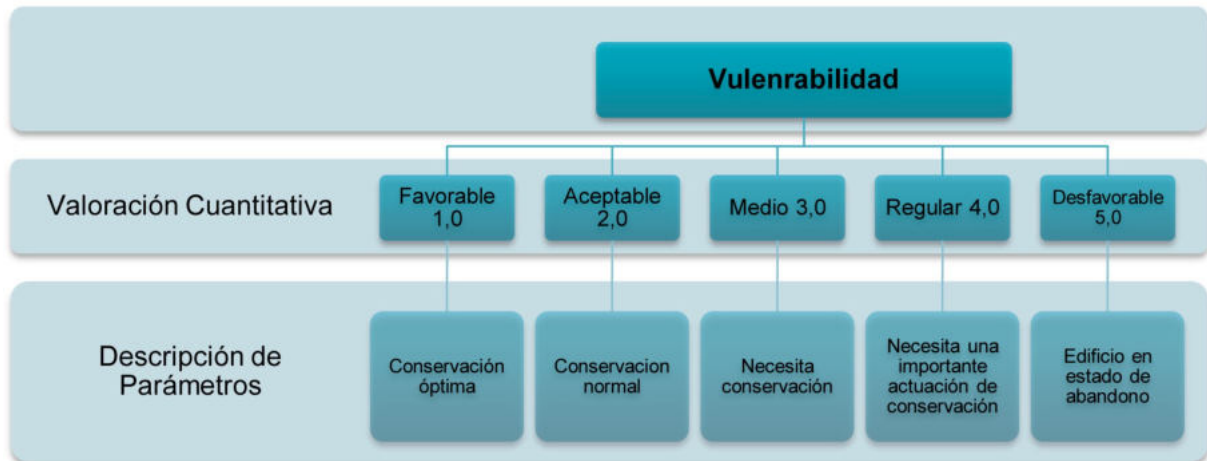 Vulenrabilidad
Valoración Cuantitativa
Favorable
1,0
Aceptable
2,0
Medio 3,0
Regular 4,0
Desfavorable
5,0
Descripción de
Parámetros
Conservación
óptima
Conservacion
normal
Necesita
conservación
Necesita una
importante
actuación de
conservación
Edificio en
estado de
abandono